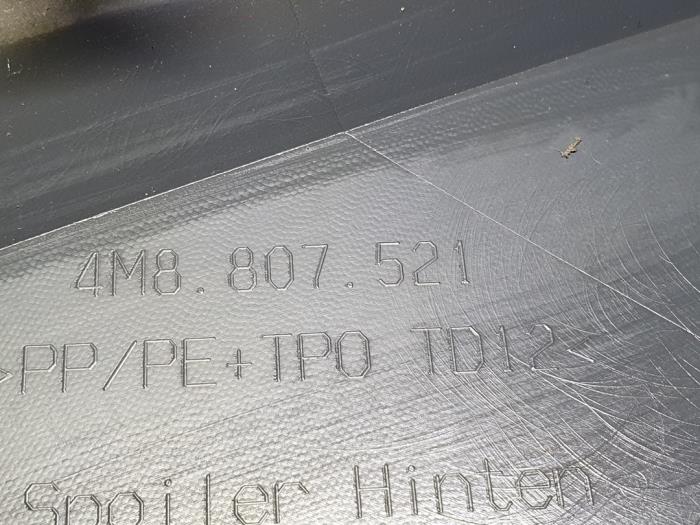 4M8.807.521
>PP/PE+TPO TD12<
Spoiler Hinten